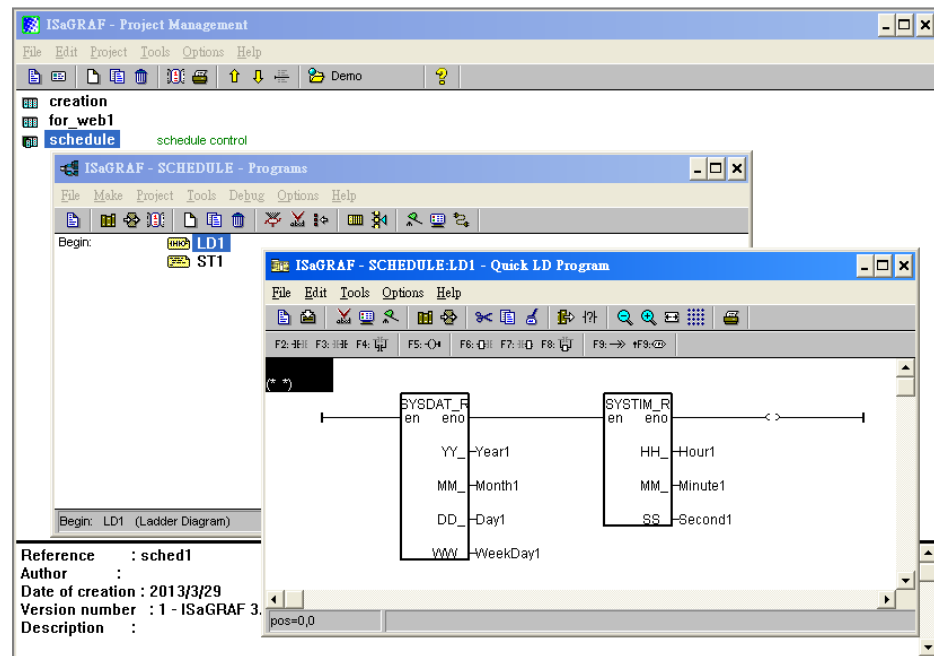 ISaGRAF - Project Management
File Edit Project Tools Options Help
Demo
creation
for_web1
schedule schedule control
ISaGRAF - SCHEDULE - Programs
File Make Project Tools Debug Options Help
Begin: LD1
ST1
ISaGRAF - SCHEDULE:LD1 - Quick LD Program
File Edit Tools Options Help
F2: F3: F4: F5: F6: F7: F8: F9: F9:
(* *)
SYSDAT_R SYSTIM_R
en eno en eno
YY_ Year1 HH_ Hour1
MM_ Month1 MM_ Minute1
DD_ Day1 SS_ Second1
WW_ WeekDay1
Begin: LD1 (Ladder Diagram)
pos=0,0
Reference : sched1
Author :
Date of creation : 2013/3/29
Version number : 1 - ISaGRAF 3.
Description :